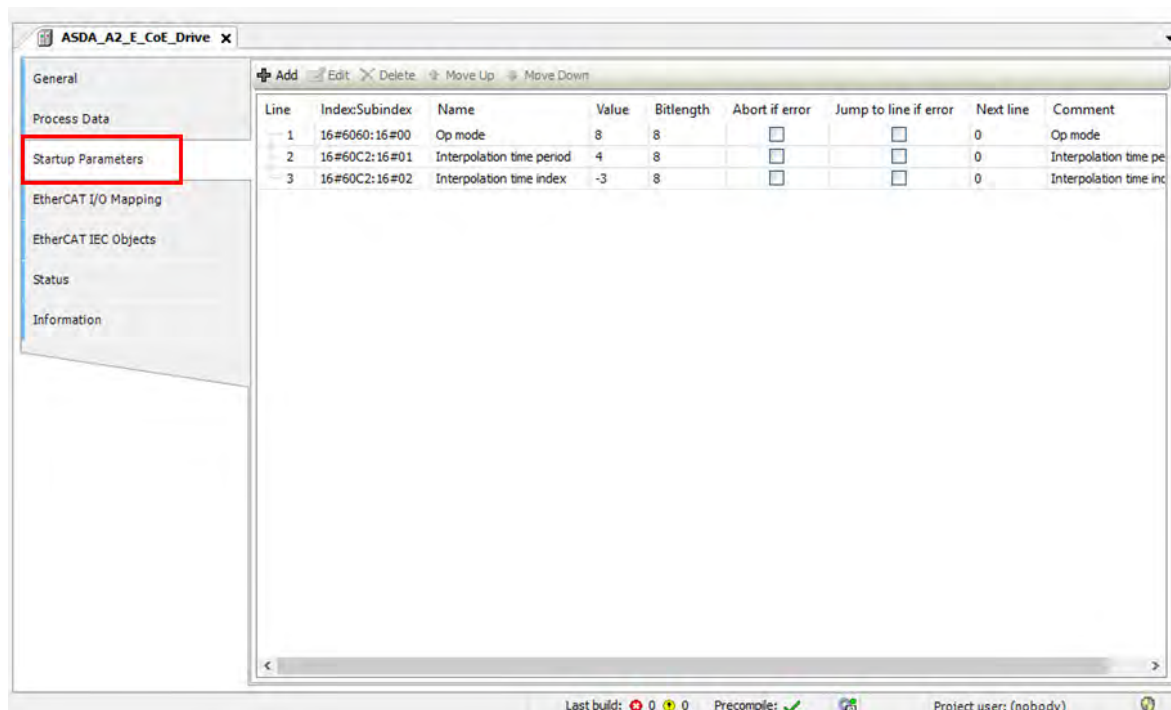 ASDA_A2_E_CoE_Drive x
General
Process Data
Startup Parameters
EtherCAT I/O Mapping
EtherCAT IEC Objects
Status
Information
Add Edit Delete Move Up Move Down
Line Index:Subindex Name Value Bitlength Abort if error Jump to line if error Next line Comment
1 16#6060:16#00 Op mode 8 8 0 Op mode
2 16#60C2:16#01 Interpolation time period 4 8 0 Interpolation time pe
3 16#60C2:16#02 Interpolation time index -3 8 0 Interpolation time inc
Last build: 0 0 Precompile: Project user: (nobody)